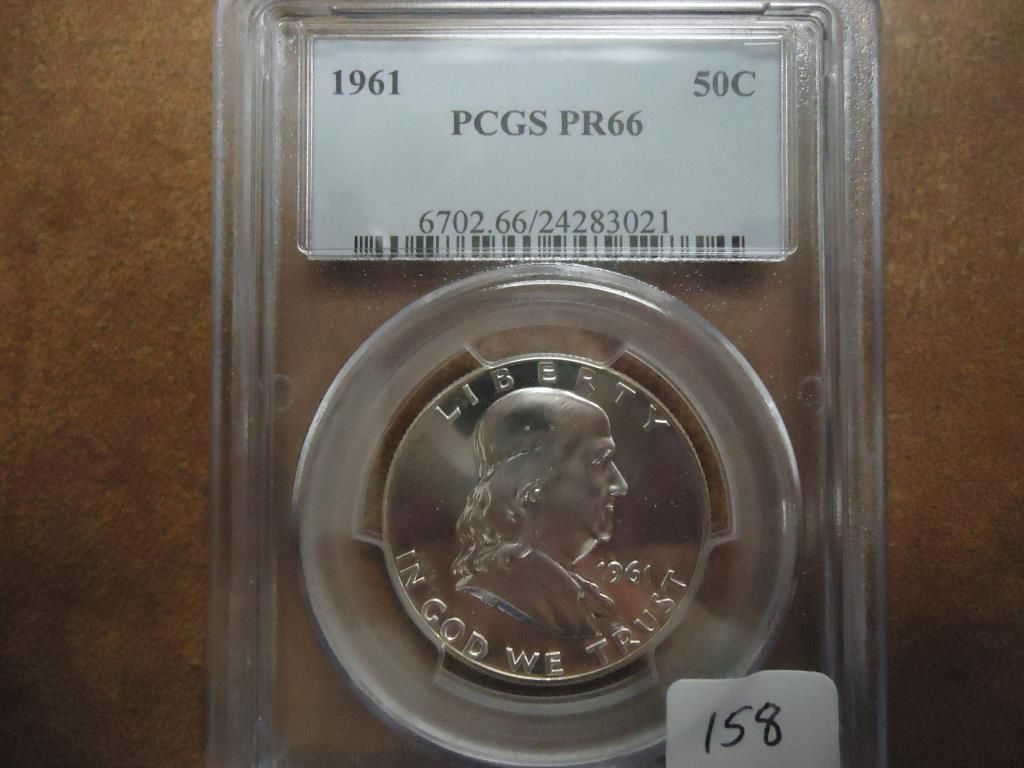 1961 50C
PCGS PR66
6702.66/24283021
LIBERTY
1961
IN GOD WE TRUST
158